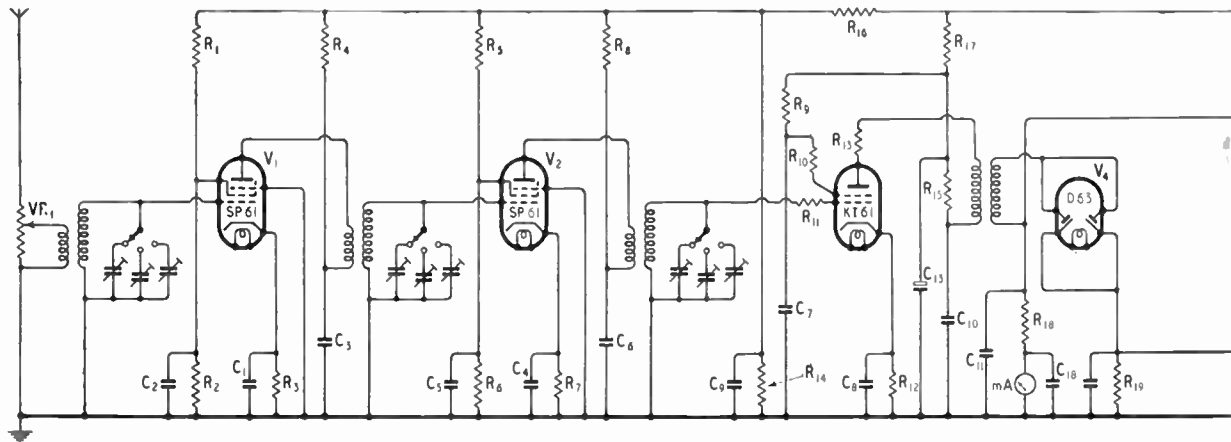 R₁
R₄
R₅
R₈
R₁₆
R₁₇
R₉
V₁
V₂
R₁₀
R₁₃
V₄
R₁₅
D63
VR₁
SP61
SP61
R₁₁
KT61
C₁₃
C₃
C₆
C₇
C₁₀
R₁₈
C₂
R₂
C₁
R₃
C₅
R₆
C₄
R₇
C₉
R₁₄
C₈
R₁₂
C₁₁
mA
C₁₈
R₁₉